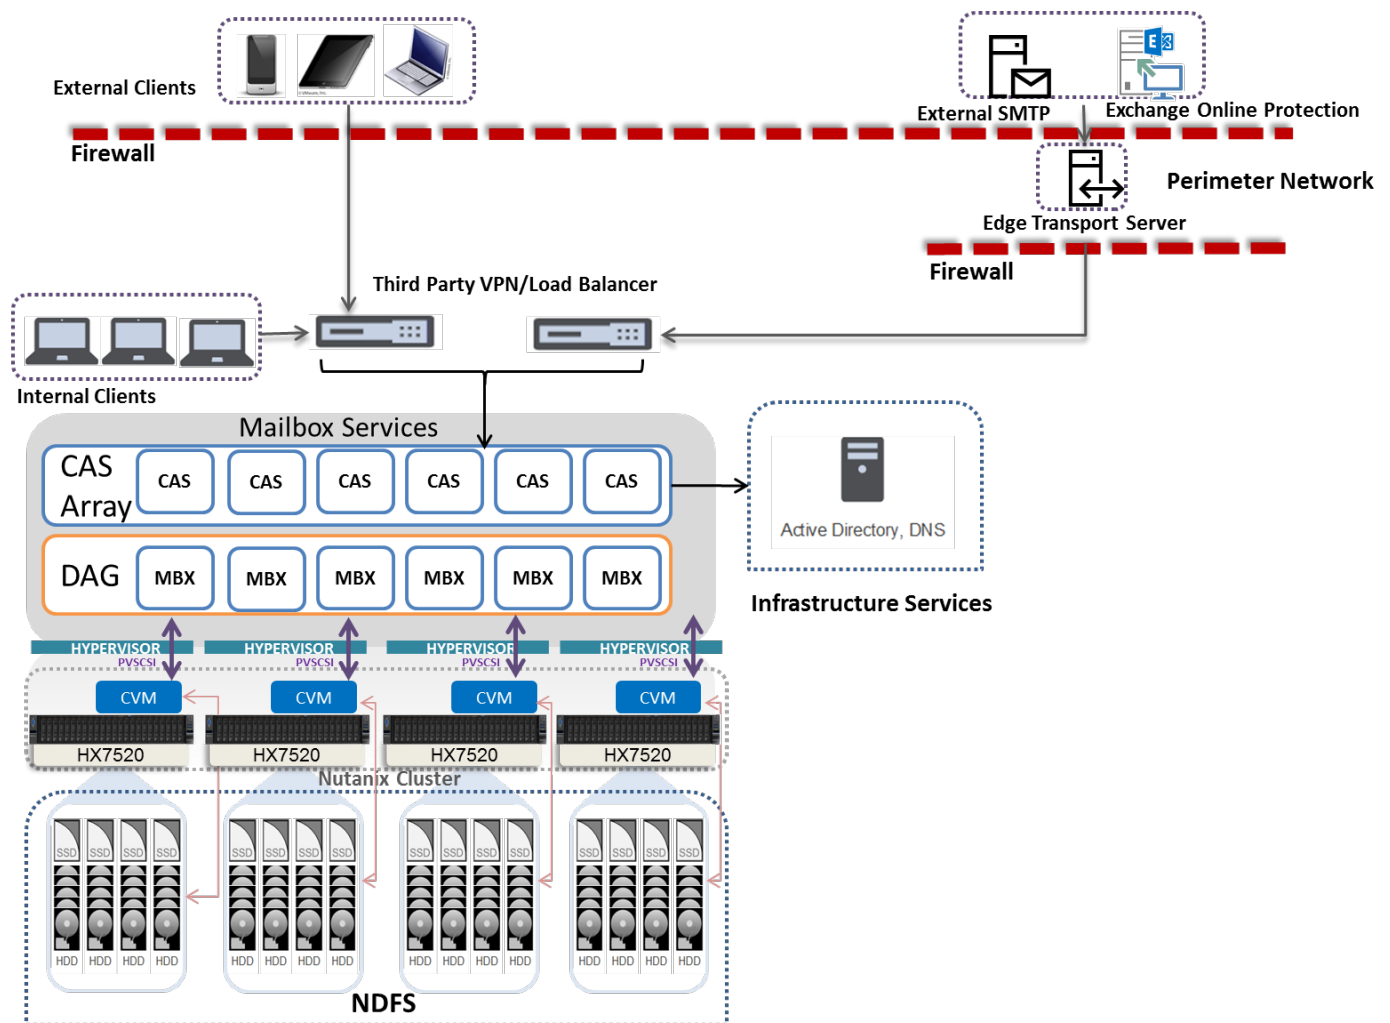 External Clients
External SMTP
Exchange Online Protection
Firewall
Perimeter Network
Edge Transport Server
Firewall
Third Party VPN/Load Balancer
Internal Clients
Mailbox Services
CAS
Array
CAS
CAS
CAS
CAS
CAS
CAS
DAG
MBX
MBX
MBX
MBX
MBX
MBX
Active Directory, DNS
Infrastructure Services
HYPERVISOR
HYPERVISOR
HYPERVISOR
HYPERVISOR
PVSCSI
PVSCSI
PVSCSI
PVSCSI
CVM
CVM
CVM
CVM
HX7520
HX7520
HX7520
HX7520
Nutanix Cluster
SSD SSD SSD SSD
SSD SSD SSD SSD
SSD SSD SSD SSD
SSD SSD SSD SSD
HDD HDD HDD HDD
HDD HDD HDD HDD
HDD HDD HDD HDD
HDD HDD HDD HDD
NDFS